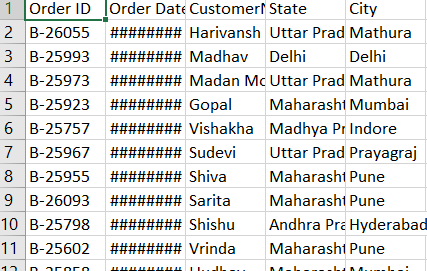 1 Order ID Order Date CustomerN State City
2 B-26055 ######## Harivansh Uttar Prad Mathura
3 B-25993 ######## Madhav Delhi Delhi
4 B-25973 ######## Madan Mo Uttar Prad Mathura
5 B-25923 ######## Gopal Maharasht Mumbai
6 B-25757 ######## Vishakha Madhya Pr Indore
7 B-25967 ######## Sudevi Uttar Prad Prayagraj
8 B-25955 ######## Shiva Maharasht Pune
9 B-26093 ######## Sarita Maharasht Pune
10 B-25798 ######## Shishu Andhra Pra Hyderabad
11 B-25602 ######## Vrinda Maharasht Pune